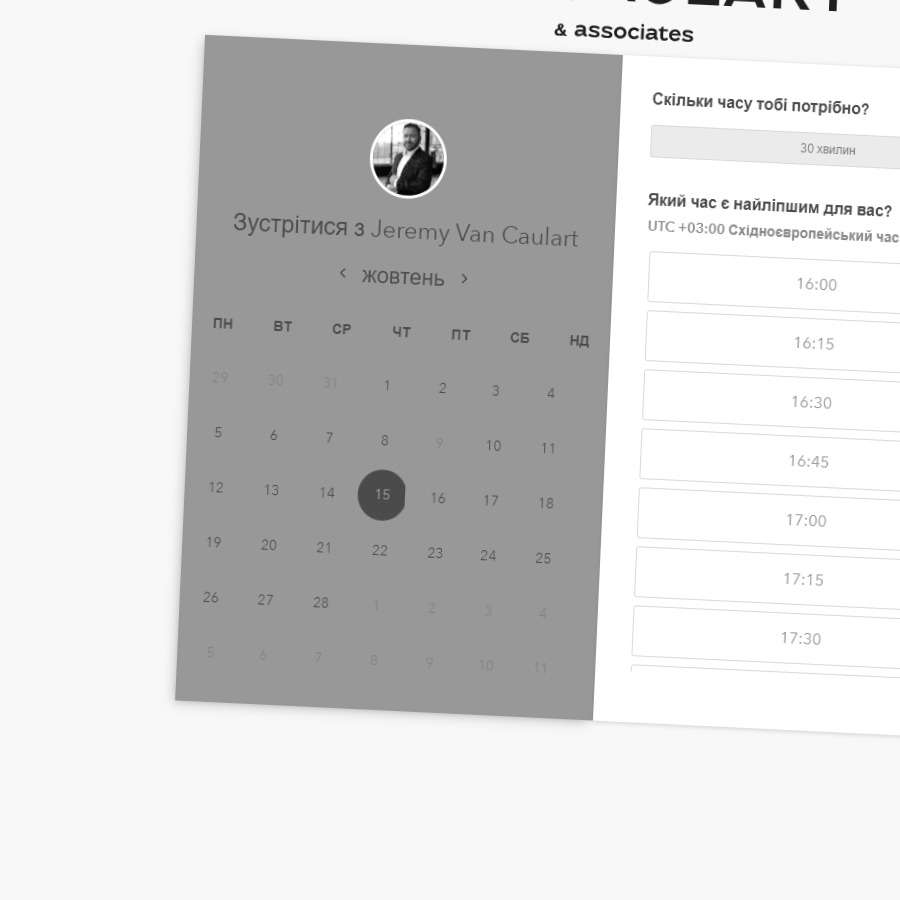 & associates
Зустрітися з Jeremy Van Caulart
жовтень
ПН ВТ СР ЧТ ПТ СБ НД
29 30 31 1 2 3 4
5 6 7 8 9 10 11
12 13 14 15 16 17 18
19 20 21 22 23 24 25
26 27 28 1 2 3 4
5 6 7 8 9 10 11
Скільки часу тобі потрібно?
30 хвилин
Який час є найліпшим для вас?
UTC +03:00 Східноєвропейський час
16:00
16:15
16:30
16:45
17:00
17:15
17:30